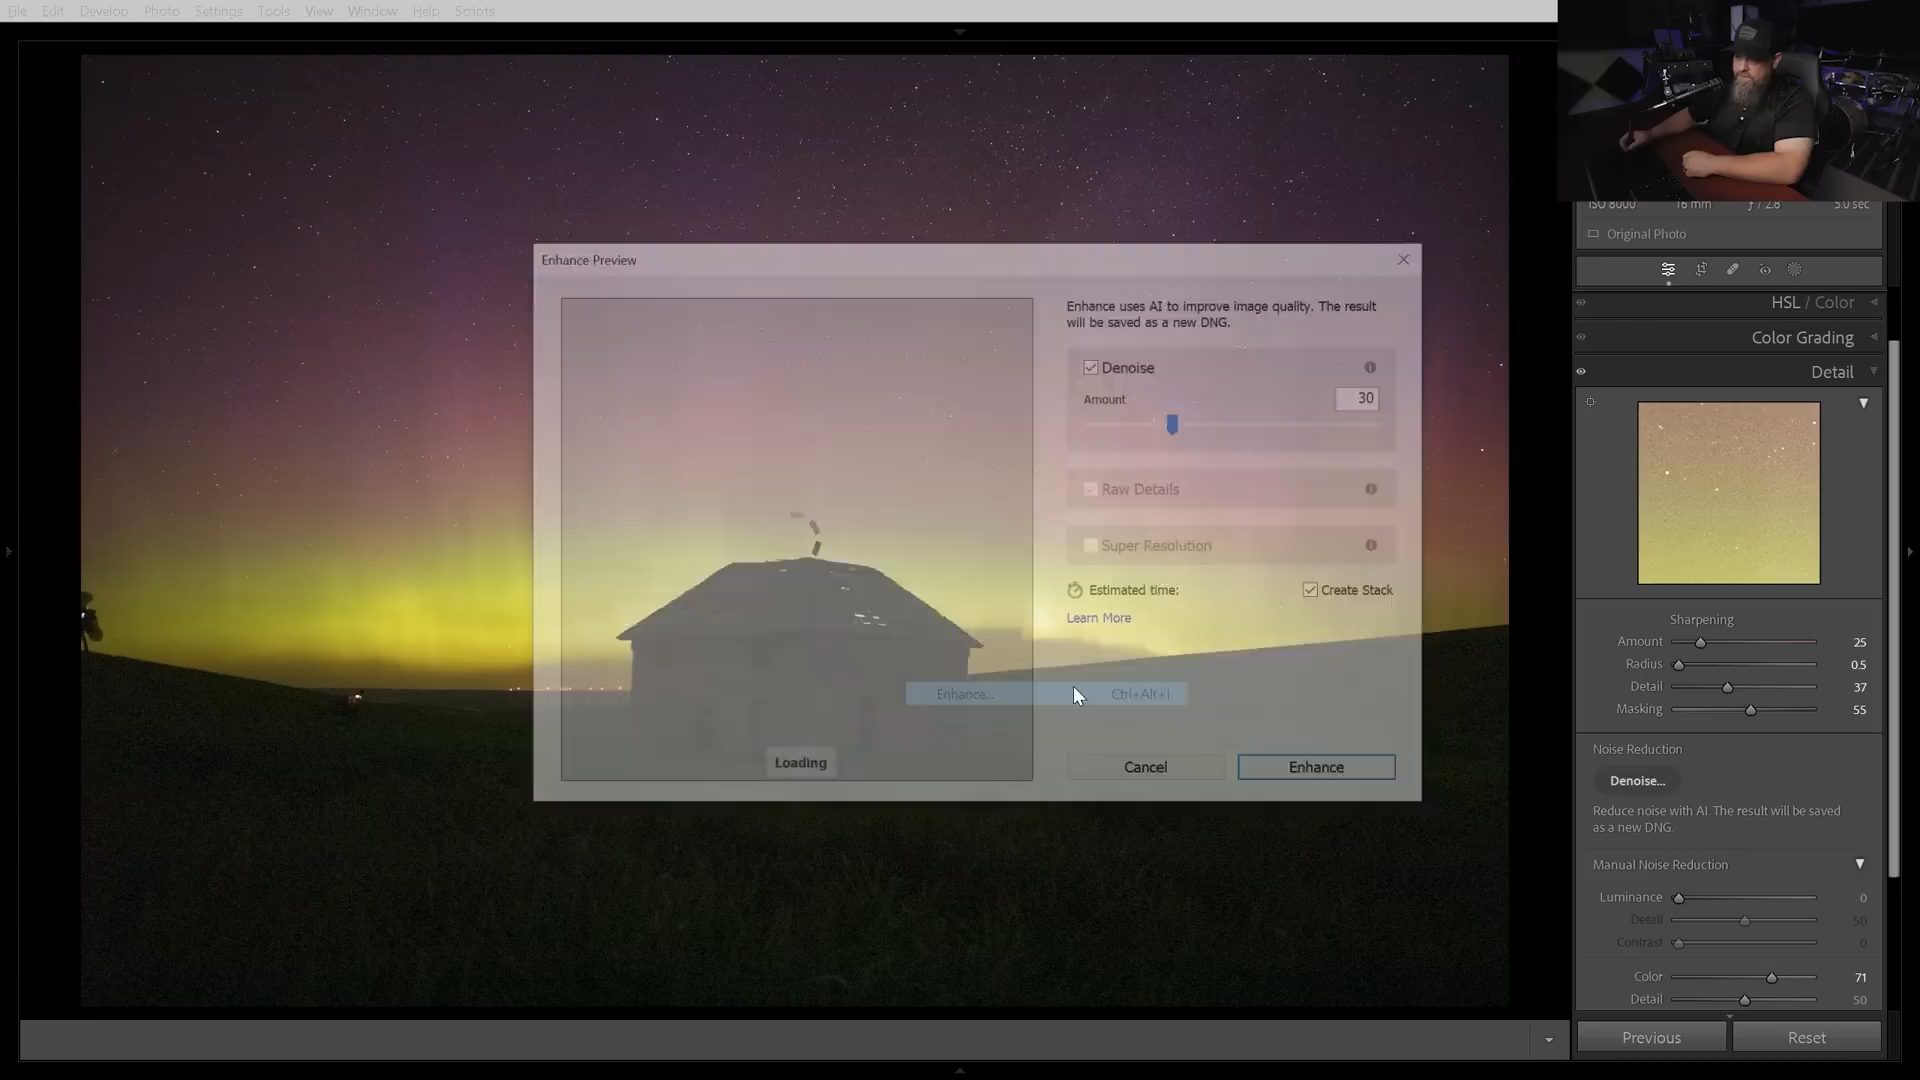 File Edit Develop Photo Settings Tools View Window Help Scripts
ISO 8000 16 mm ƒ / 2.8 5.0 sec
Original Photo
HSL / Color
Color Grading
Detail
Enhance Preview
Enhance uses AI to improve image quality. The result
will be saved as a new DNG.
Denoise
Amount 30
Raw Details
Super Resolution
Estimated time: Create Stack
Learn More
Enhance... Ctrl+Alt+I
Loading
Cancel Enhance
Sharpening
Amount 25
Radius 0.5
Detail 37
Masking 55
Noise Reduction
Denoise...
Reduce noise with AI. The result will be saved
as a new DNG.
Manual Noise Reduction
Luminance 0
Detail 50
Contrast 0
Color 71
Detail 50
Previous Reset